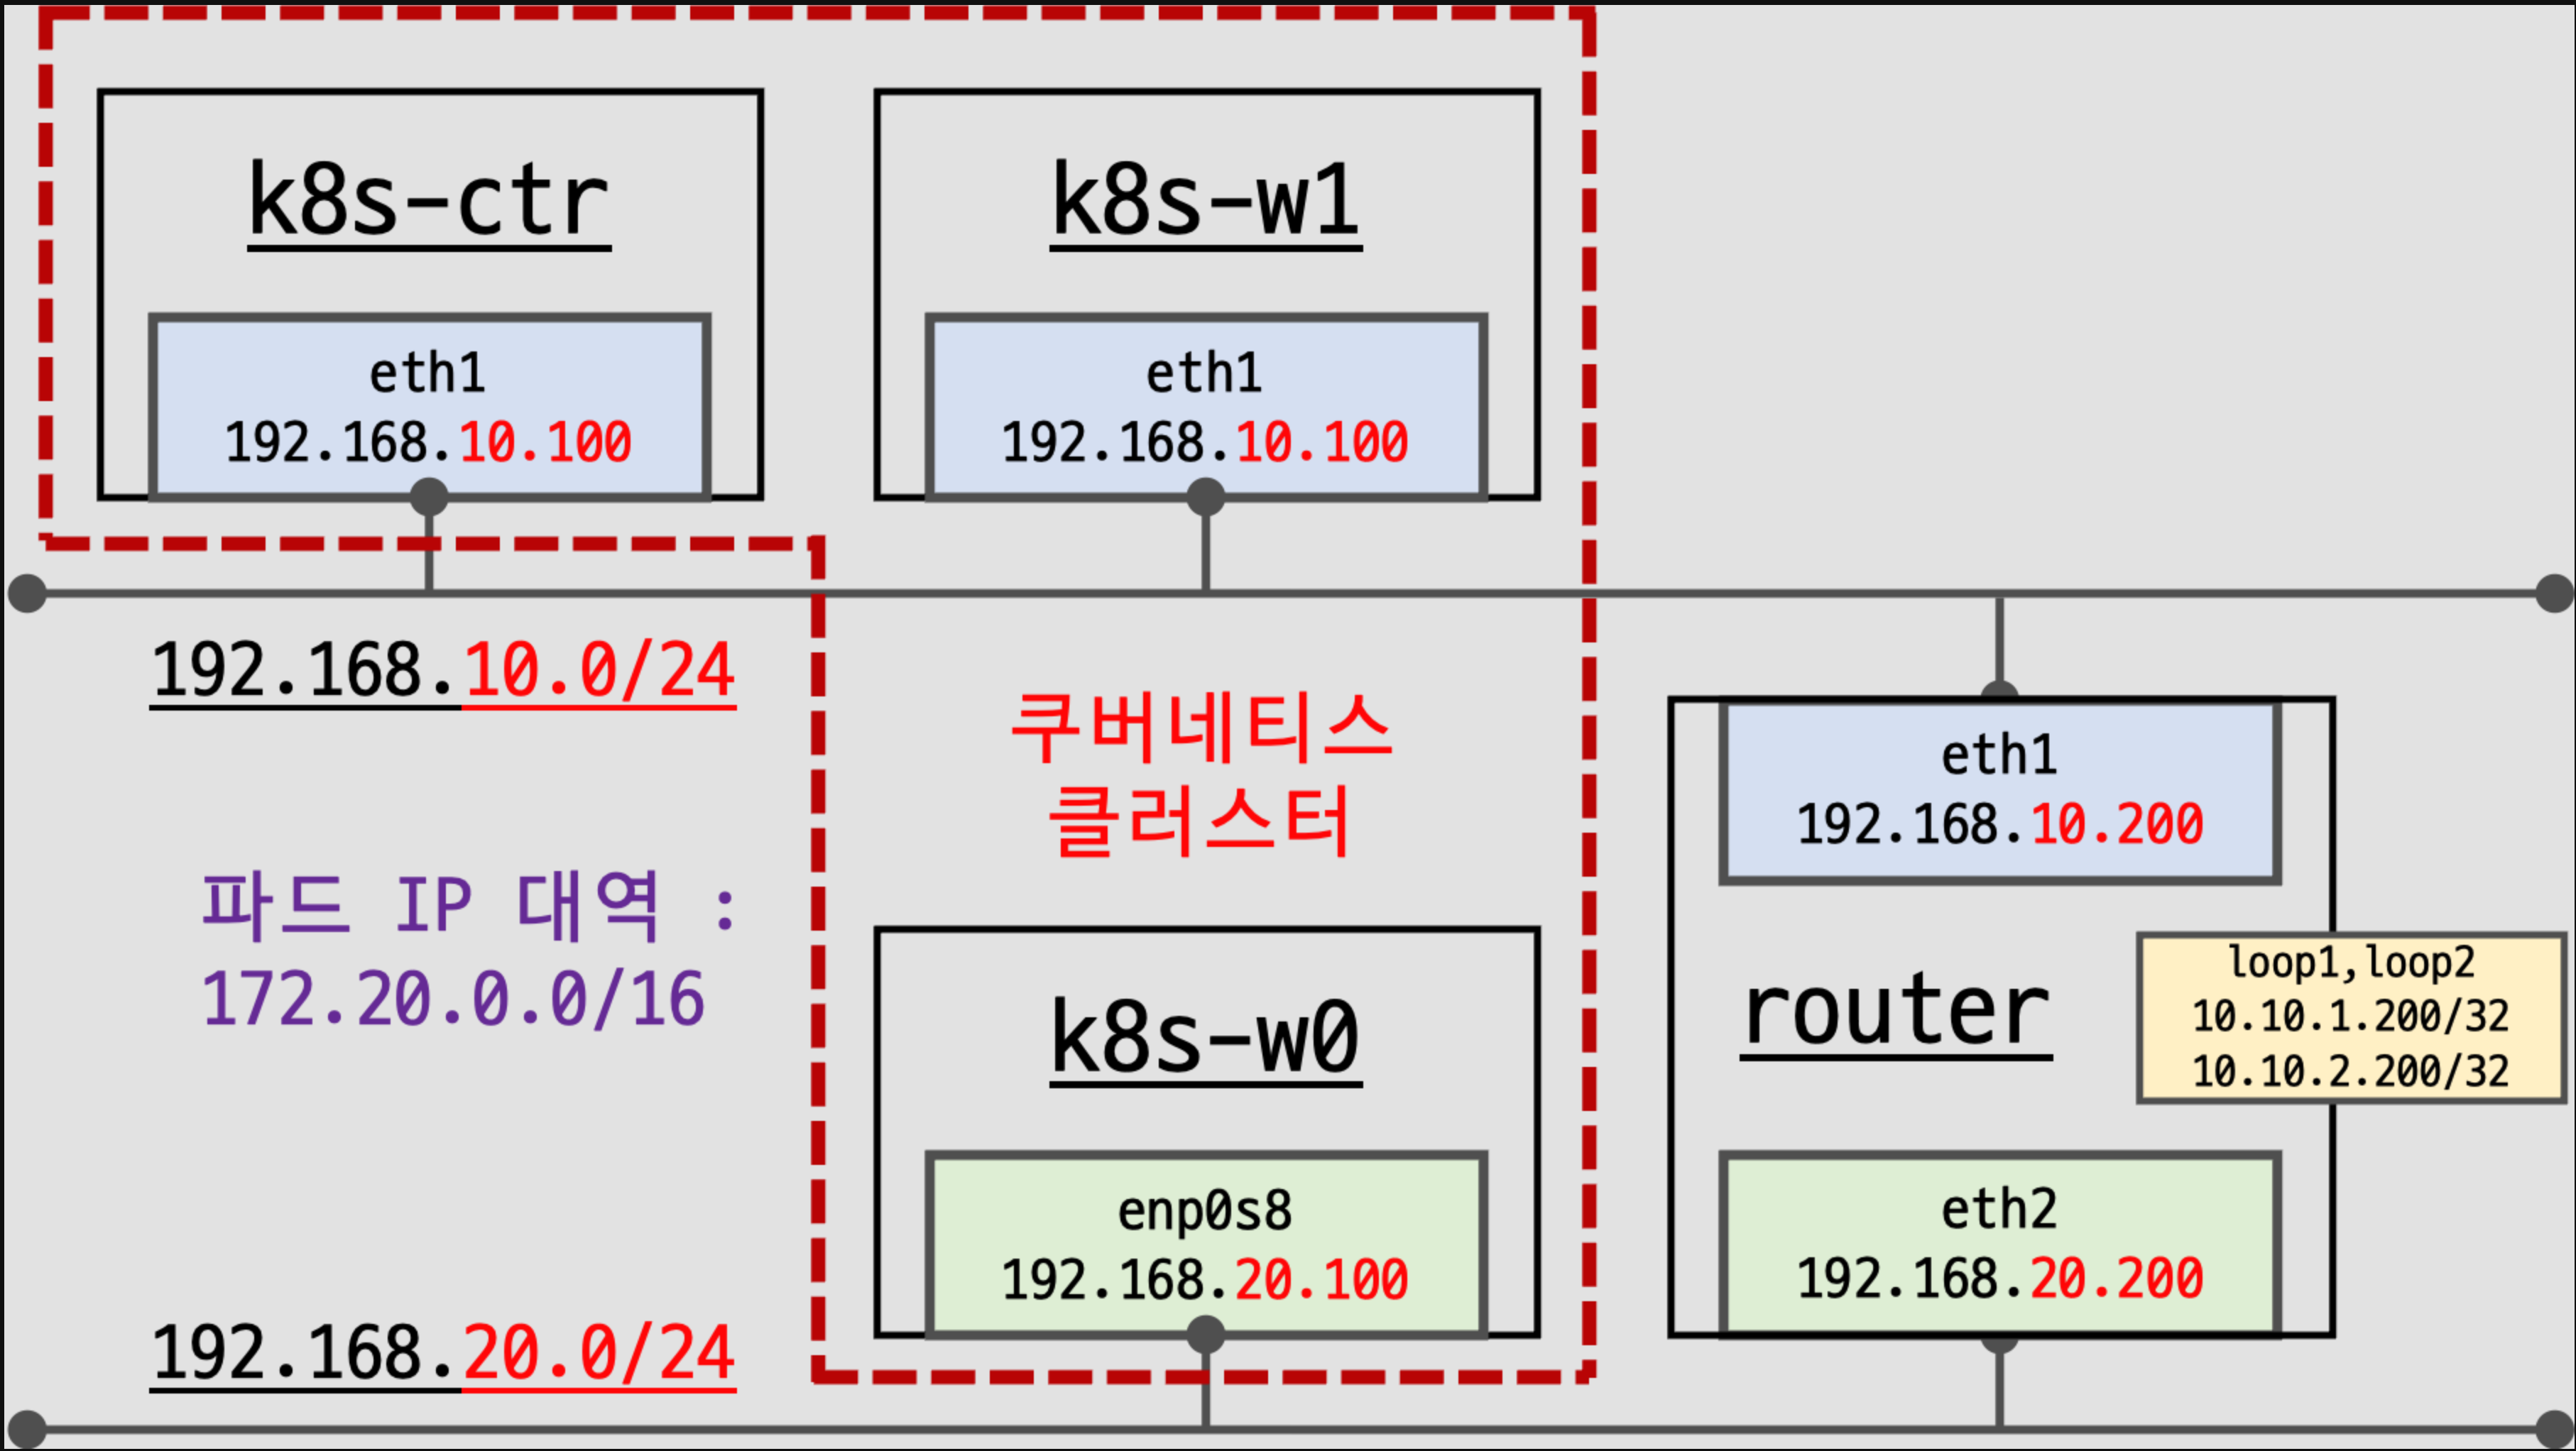 k8s-ctr
eth1
192.168.10.100
k8s-w1
eth1
192.168.10.100
192.168.10.0/24
쿠버네티스
클러스터
파드 IP 대역 :
172.20.0.0/16
eth1
192.168.10.200
router
loop1,loop2
10.10.1.200/32
10.10.2.200/32
eth2
192.168.20.200
k8s-w0
enp0s8
192.168.20.100
192.168.20.0/24